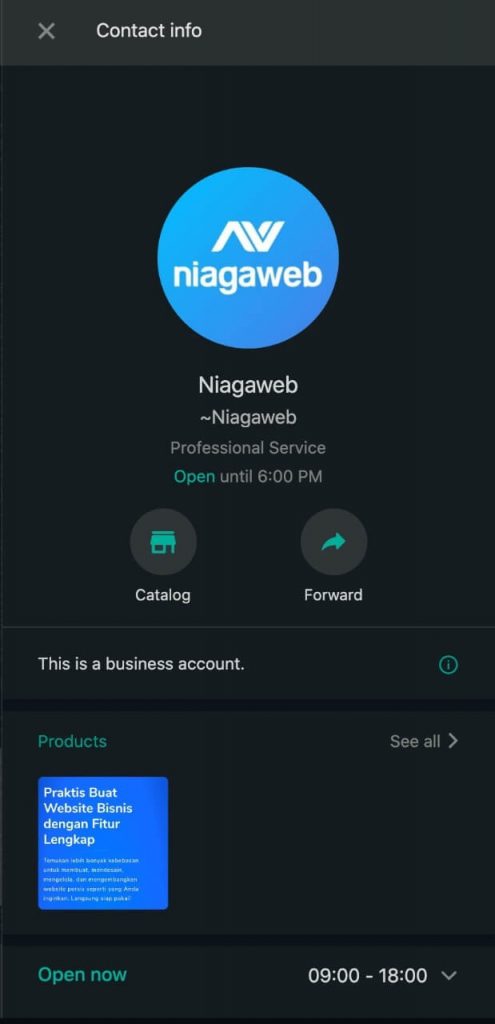 Contact info
niagaweb
Niagaweb
~Niagaweb
Professional Service
Open until 6:00 PM
Catalog
Forward
This is a business account.
Products
See all
Praktis Buat
Website Bisnis
dengan Fitur
Lengkap
Temukan lebih banyak kebebasan
untuk membuat, mendesain,
mengelola, dan mengembangkan
website persis seperti yang Anda
inginkan. Langsung siap pakai!
Open now
09:00 - 18:00